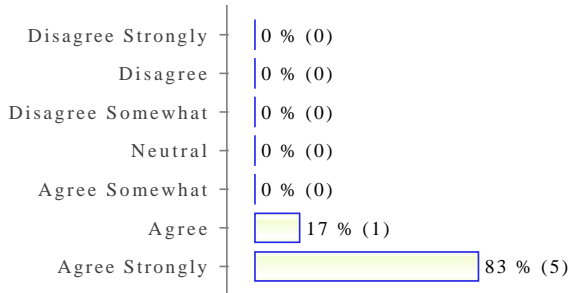 Disagree Strongly 0 % (0)
Disagree 0 % (0)
Disagree Somewhat 0 % (0)
Neutral 0 % (0)
Agree Somewhat 0 % (0)
Agree 17 % (1)
Agree Strongly 83 % (5)